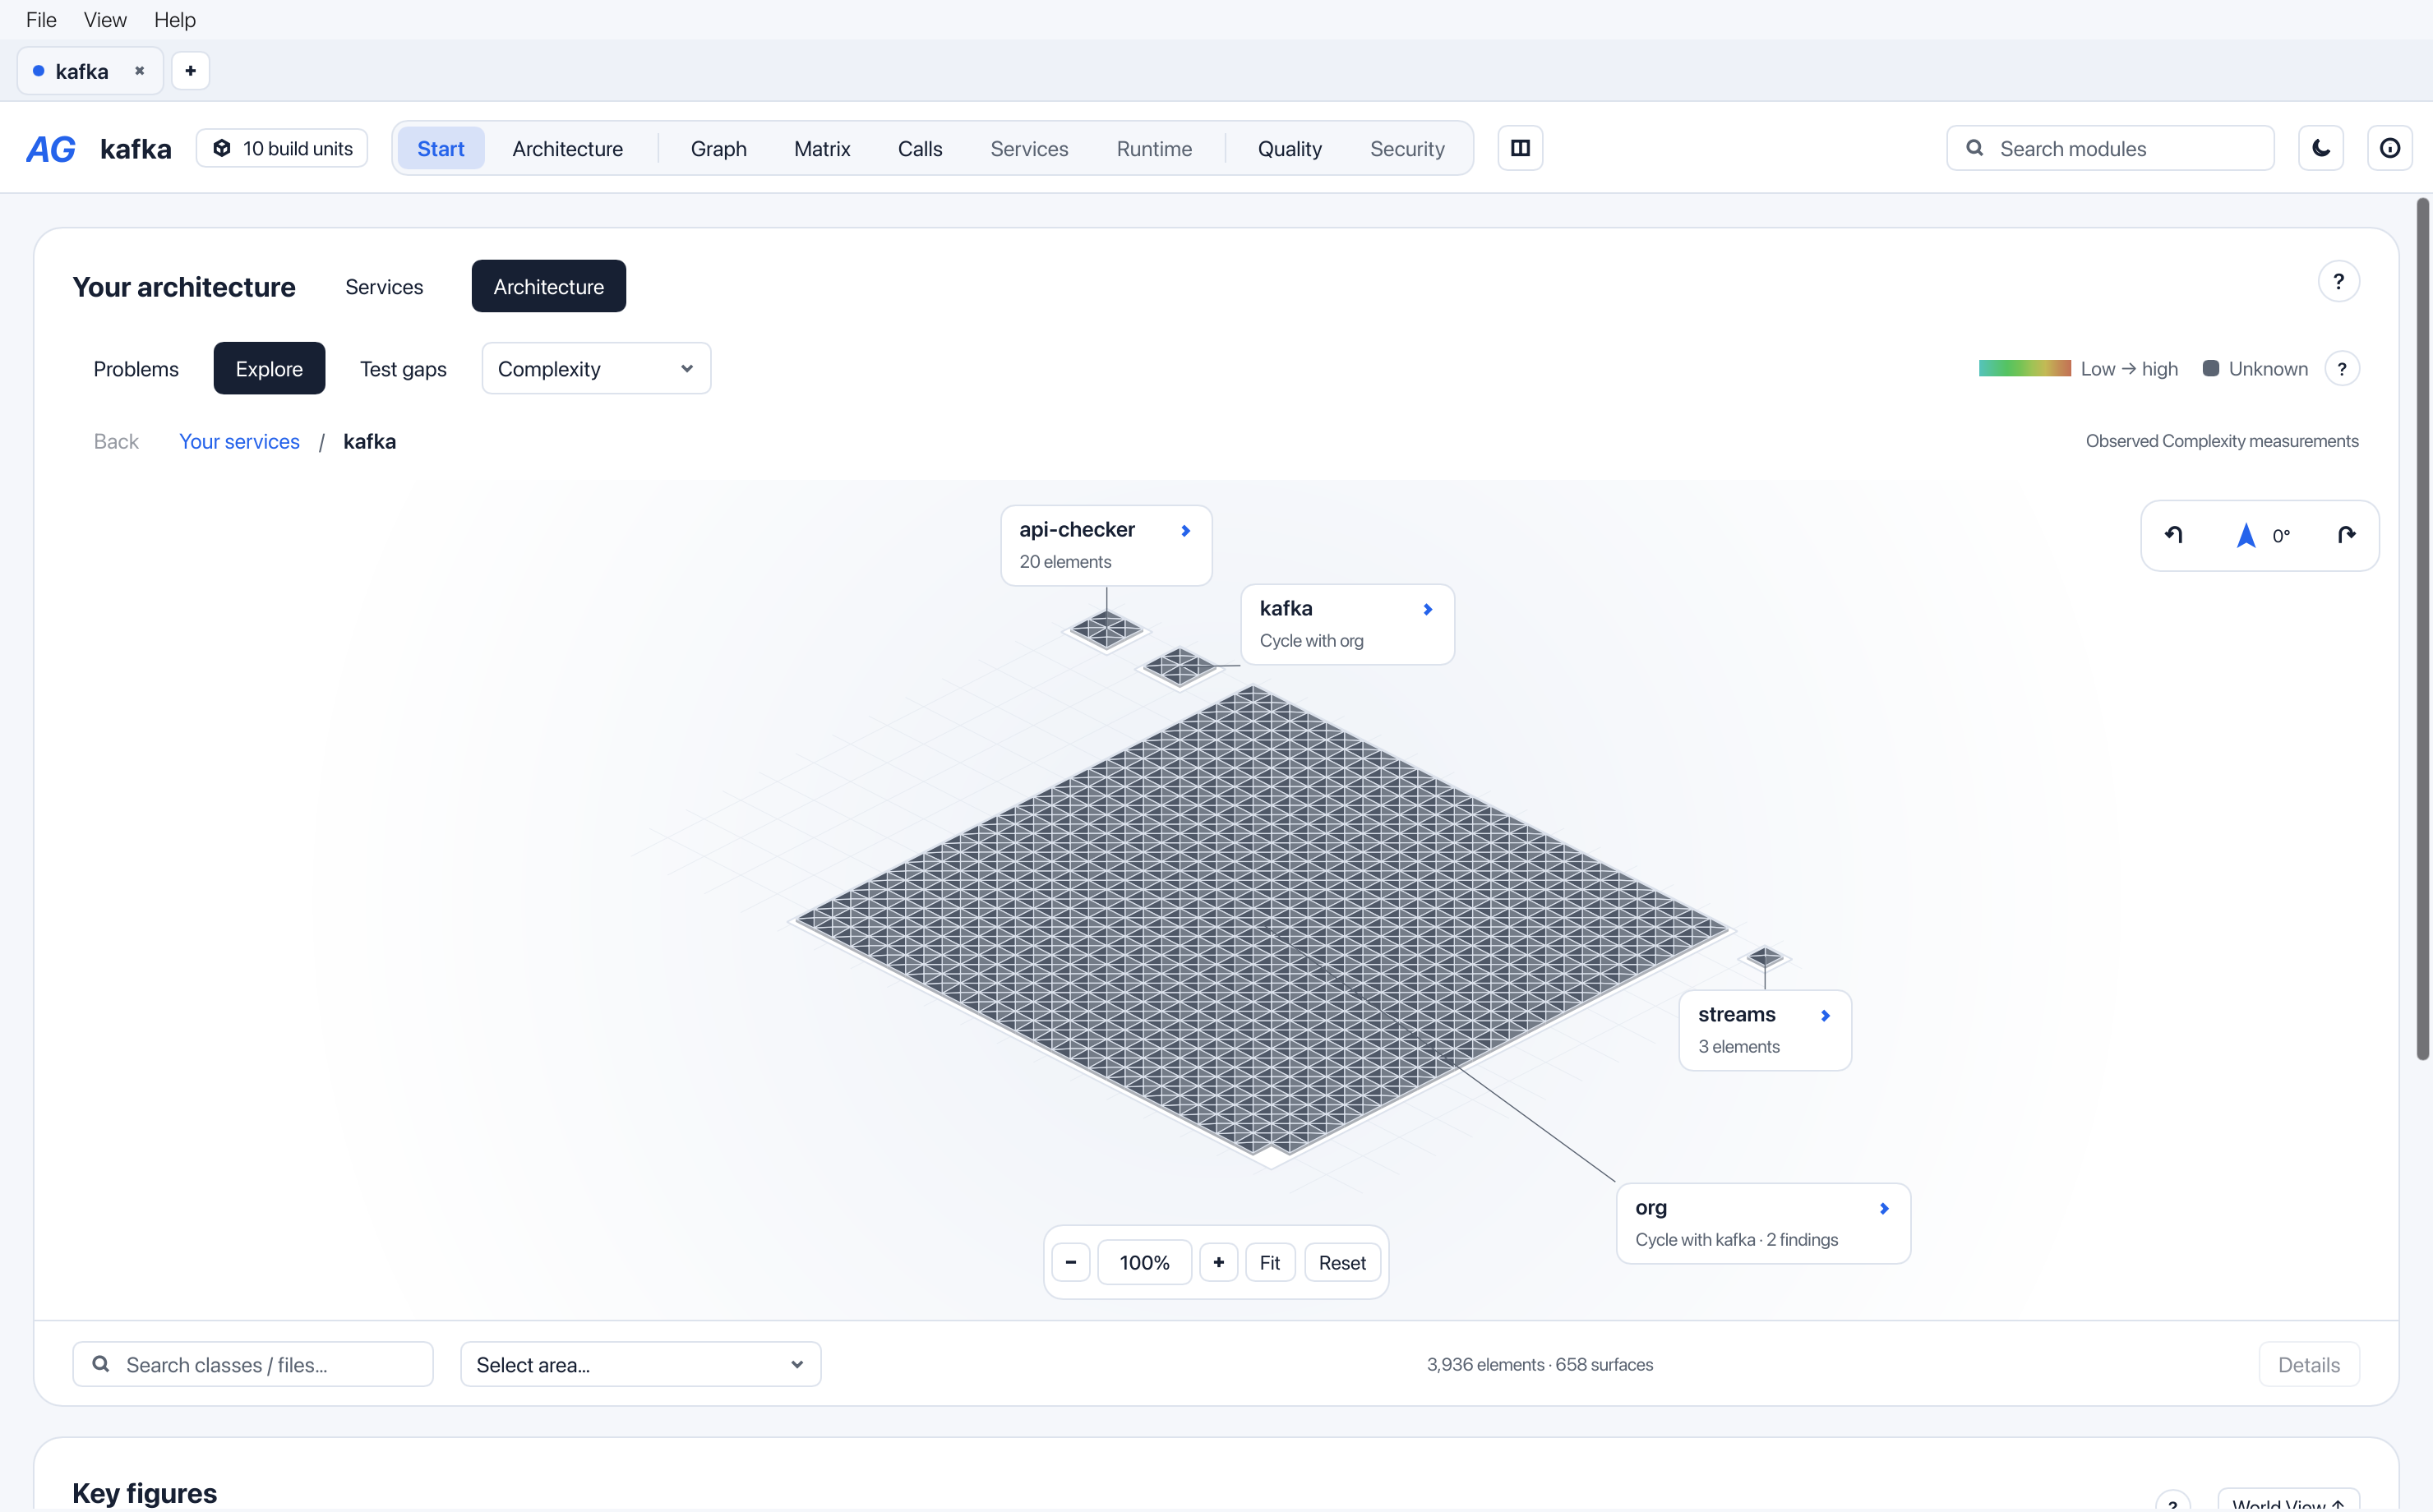 File View Help
kafka
AG kafka 10 build units Start Architecture Graph Matrix Calls Services Runtime Quality Security Search modules
Your architecture Services Architecture ?
Problems Explore Test gaps Complexity Low → high Unknown ?
Back Your services / kafka Observed Complexity measurements
api-checker
20 elements
0°
kafka
Cycle with org
streams
3 elements
org
Cycle with kafka · 2 findings
− 100% + Fit Reset
Search classes / files... Select area... 3,936 elements · 658 surfaces Details
Key figures ? World View ↑